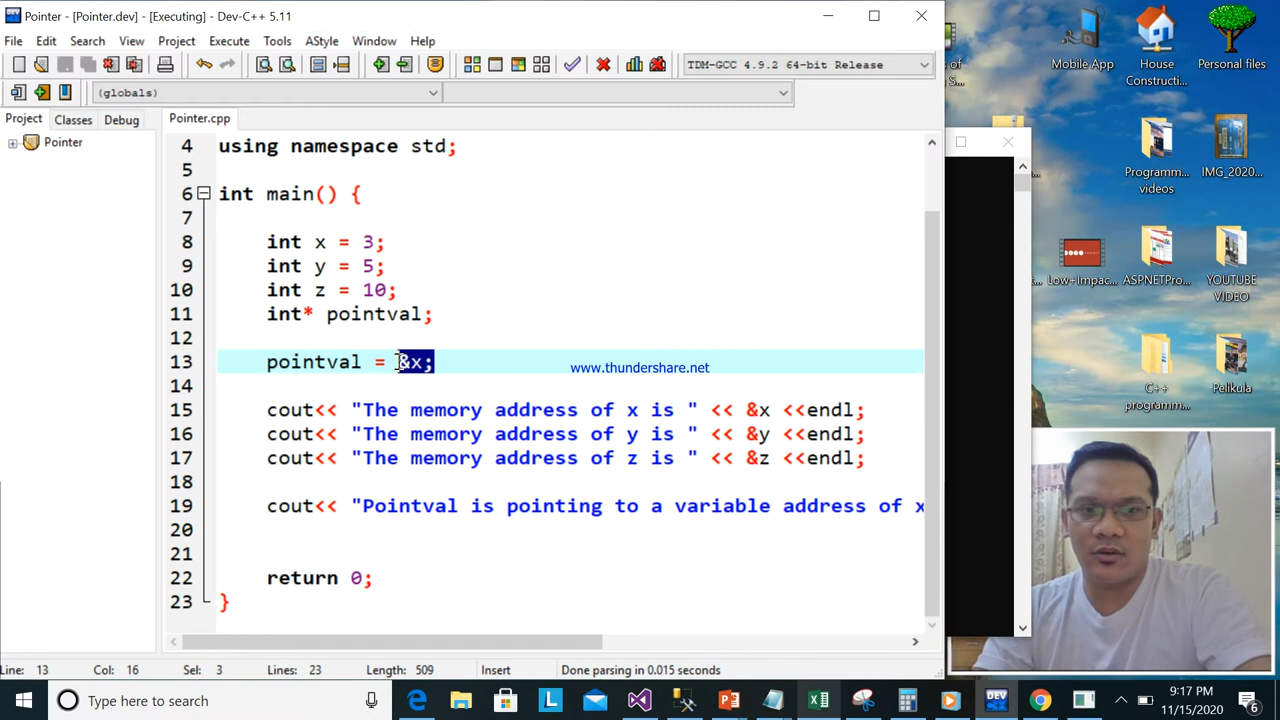 Pointer - [Pointer.dev] - [Executing] - Dev-C++ 5.11
File Edit Search View Project Execute Tools AStyle Window Help
TDM-GCC 4.9.2 64-bit Release
(globals)
Project Classes Debug
Pointer.cpp
Pointer
4 using namespace std;
5
6 int main() {
7
8 int x = 3;
9 int y = 5;
10 int z = 10;
11 int* pointval;
12
13 pointval = &x;
14
15 cout<< "The memory address of x is " << &x <<endl;
16 cout<< "The memory address of y is " << &y <<endl;
17 cout<< "The memory address of z is " << &z <<endl;
18
19 cout<< "Pointval is pointing to a variable address of x
20
21
22 return 0;
23 }
www.thundershare.net
Line: 13 Col: 16 Sel: 3 Lines: 23 Length: 509 Insert Done parsing in 0.015 seconds
Mobile App
House
Constructi...
Personal files
Programm...
videos
IMG_2020...
Low+Impac...
ASPNETPro...
YOUTUBE
VIDEO
C++
programm...
Pelikula
Type here to search
DEV
9:17 PM
11/15/2020
6